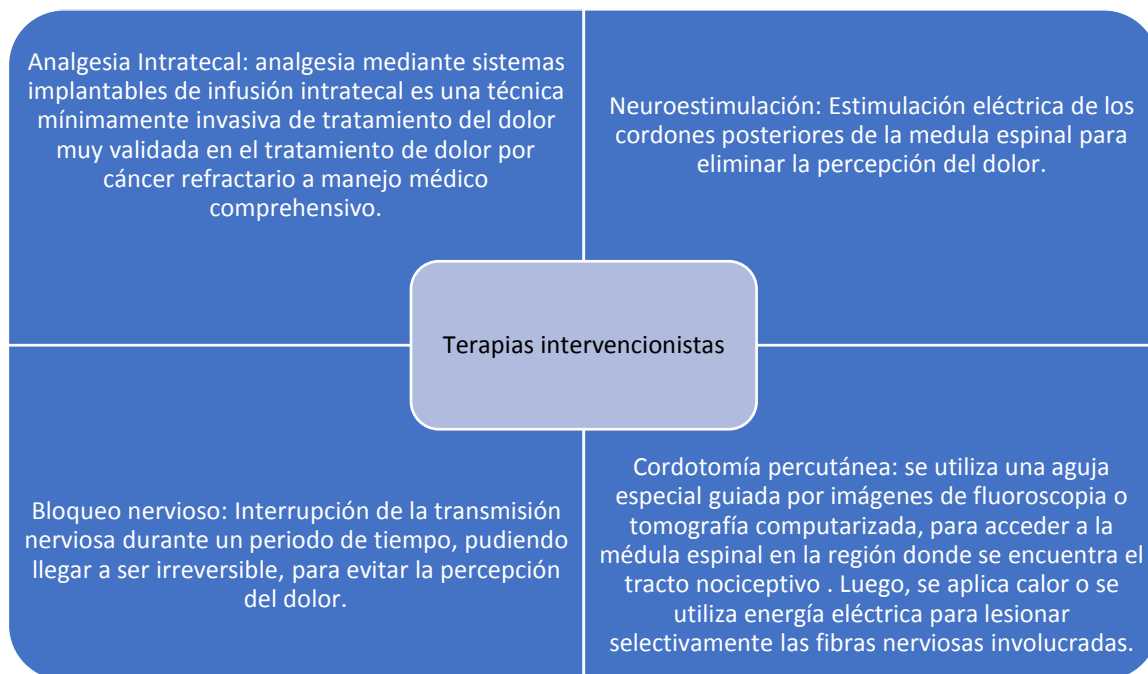 Analgesia Intratecal: analgesia mediante sistemas
implantables de infusión intratecal es una técnica
mínimamente invasiva de tratamiento del dolor
muy validada en el tratamiento de dolor por
cáncer refractario a manejo médico
comprehensivo.
Neuroestimulación: Estimulación eléctrica de los
cordones posteriores de la medula espinal para
eliminar la percepción del dolor.
Terapias intervencionistas
Bloqueo nervioso: Interrupción de la transmisión
nerviosa durante un periodo de tiempo, pudiendo
llegar a ser irreversible, para evitar la percepción
del dolor.
Cordotomía percutánea: se utiliza una aguja
especial guiada por imágenes de fluoroscopia o
tomografía computarizada, para acceder a la
médula espinal en la región donde se encuentra el
tracto nociceptivo . Luego, se aplica calor o se
utiliza energía eléctrica para lesionar
selectivamente las fibras nerviosas involucradas.